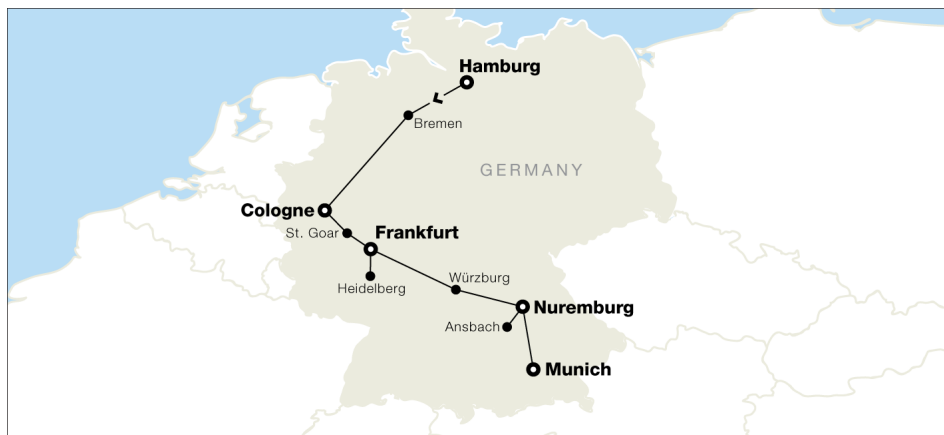 Hamburg
Bremen
GERMANY
Cologne
St. Goar
Frankfurt
Heidelberg
Würzburg
Nuremburg
Ansbach
Munich